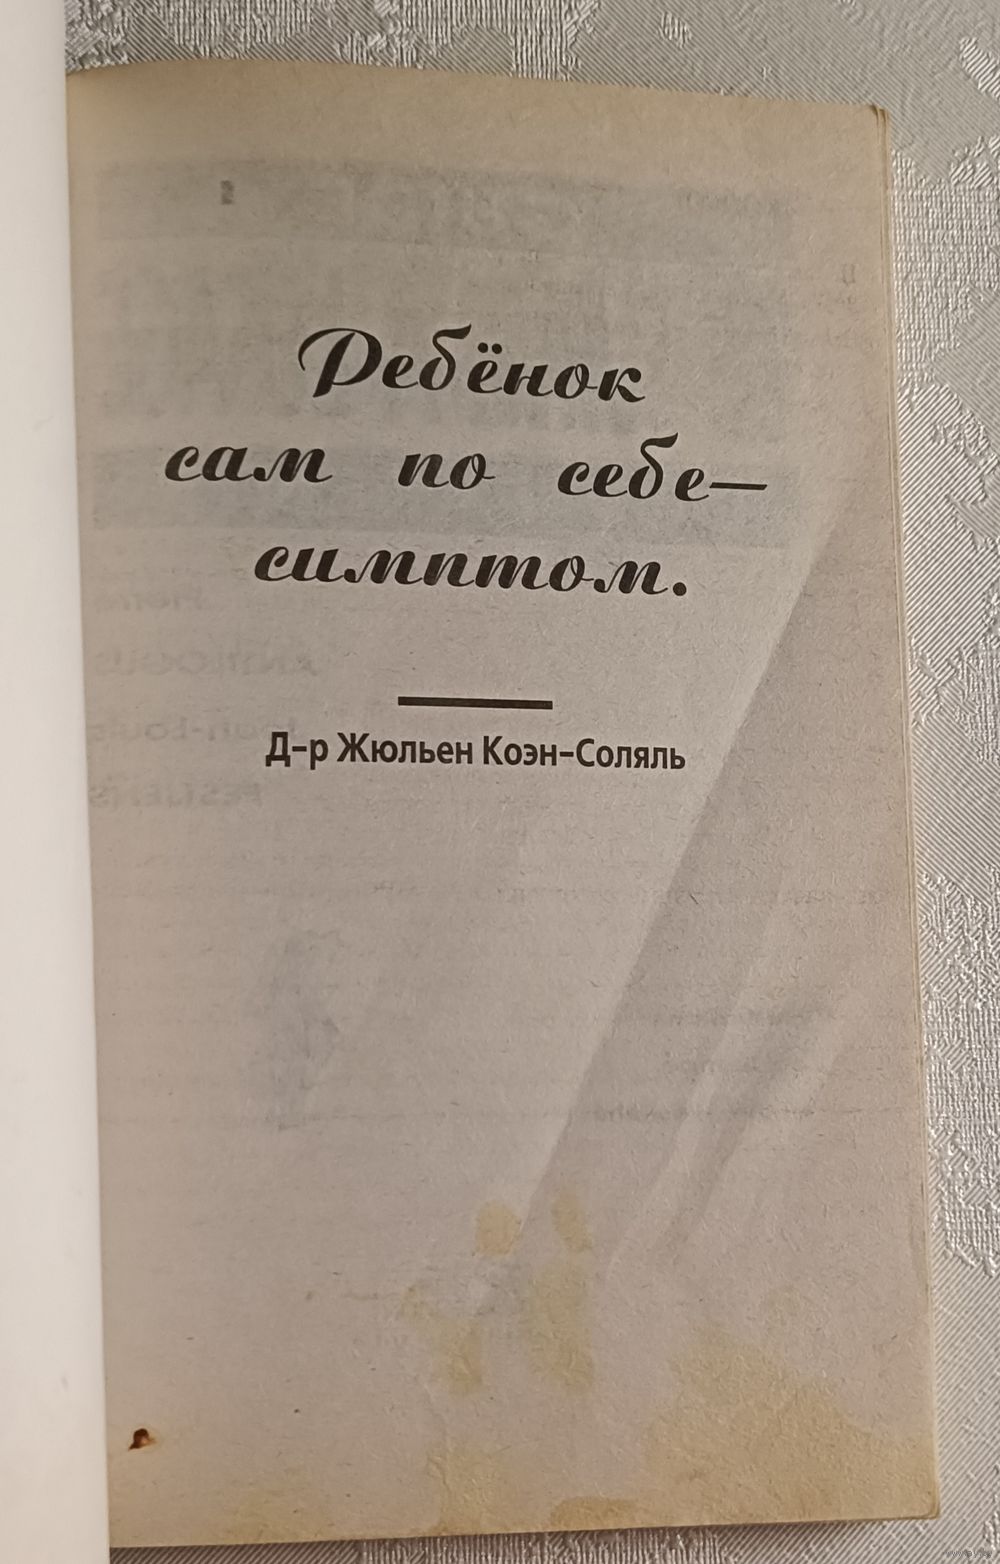 Ребёнок
сам по себе—
симптом.
Д-р Жюльен Коэн-Соляль